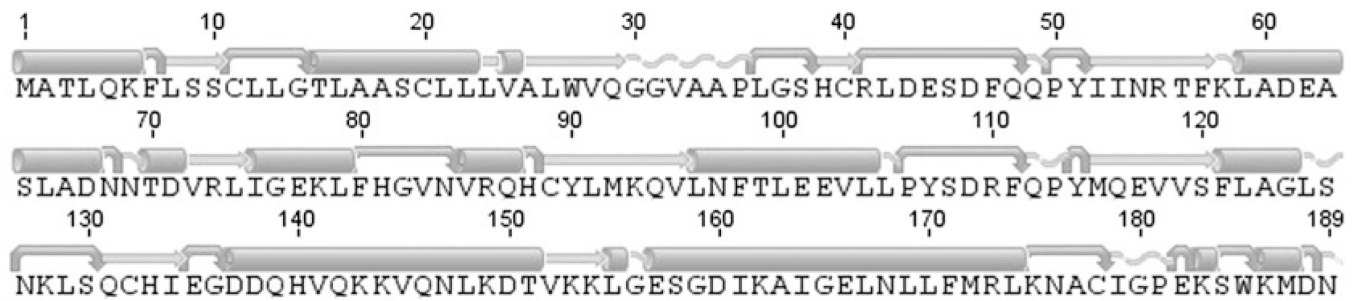 1 10 20 30 40 50 60
MATLQKFLSSCLLGTLAASCLLLVALWVQGGVAAPLGSHCRLDESDFQQPYIINRTFKLADEA
70 80 90 100 110 120
SLADNNTDVRLIGEKLFHGVNVRQHCYLMKQVLNFTLEEVLLPYSDRFQPYMQEVVSFLAGLS
130 140 150 160 170 180 189
NKLSQCHIEGDDQHVQKKVQNLKDTVKKLGESGDIKAIGELNLLFMRLKNACIGPEKSWKMDN